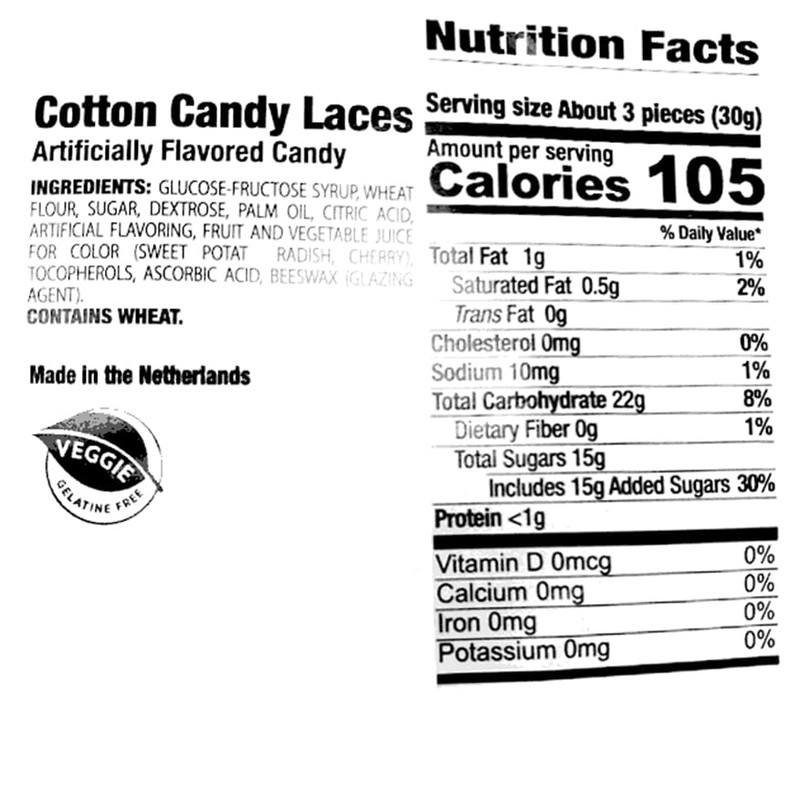 Cotton Candy Laces
Artificially Flavored Candy
INGREDIENTS: GLUCOSE-FRUCTOSE SYRUP, WHEAT
FLOUR, SUGAR, DEXTROSE, PALM OIL, CITRIC ACID,
ARTIFICIAL FLAVORING, FRUIT AND VEGETABLE JUICE
FOR COLOR (SWEET POTAT RADISH, CHERRY),
TOCOPHEROLS, ASCORBIC ACID, BEESWAX (GLAZING
AGENT).
CONTAINS WHEAT.
Made in the Netherlands
VEGGIE
GELATINE FREE
Nutrition Facts
Serving size About 3 pieces (30g)
Amount per serving
Calories 105
% Daily Value*
Total Fat 1g 1%
Saturated Fat 0.5g 2%
Trans Fat 0g
Cholesterol 0mg 0%
Sodium 10mg 1%
Total Carbohydrate 22g 8%
Dietary Fiber 0g 1%
Total Sugars 15g
Includes 15g Added Sugars 30%
Protein <1g
Vitamin D 0mcg 0%
Calcium 0mg 0%
Iron 0mg 0%
Potassium 0mg 0%